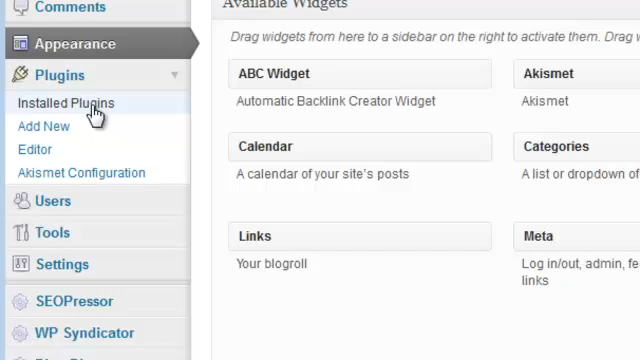 Comments
Appearance
Plugins
Installed Plugins
Add New
Editor
Akismet Configuration
Users
Tools
Settings
SEOPressor
WP Syndicator
Available Widgets
Drag widgets from here to a sidebar on the right to activate them. Drag
ABC Widget
Automatic Backlink Creator Widget
Akismet
Akismet
Calendar
A calendar of your site's posts
Categories
A list or dropdown of
Links
Your blogroll
Meta
Log in/out, admin,
links